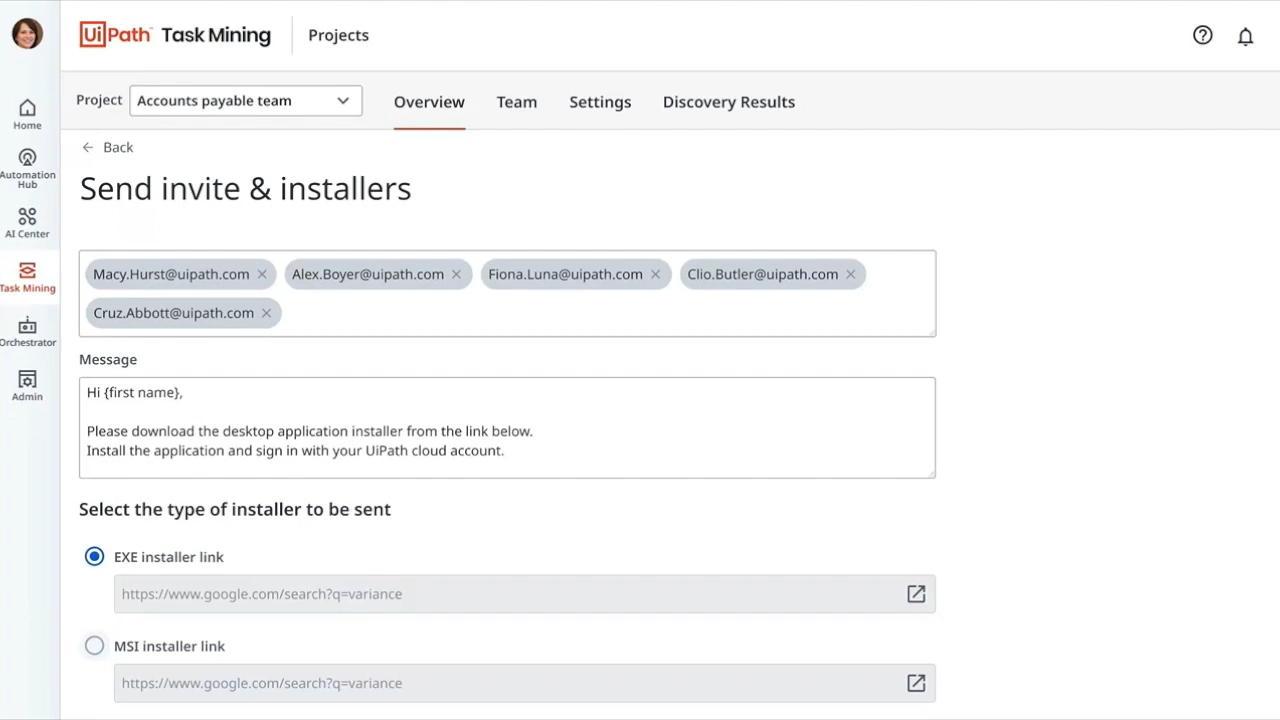 UiPath Task Mining
Projects
Project
Accounts payable team
Overview
Team
Settings
Discovery Results
Home
Automation
Hub
AI Center
Task Mining
Orchestrator
Admin
← Back
Send invite & installers
Macy.Hurst@uipath.com × Alex.Boyer@uipath.com × Fiona.Luna@uipath.com × Clio.Butler@uipath.com ×
Cruz.Abbott@uipath.com ×
Message
Hi {first name},
Please download the desktop application installer from the link below.
Install the application and sign in with your UiPath cloud account.
Select the type of installer to be sent
EXE installer link
https://www.google.com/search?q=variance
MSI installer link
https://www.google.com/search?q=variance